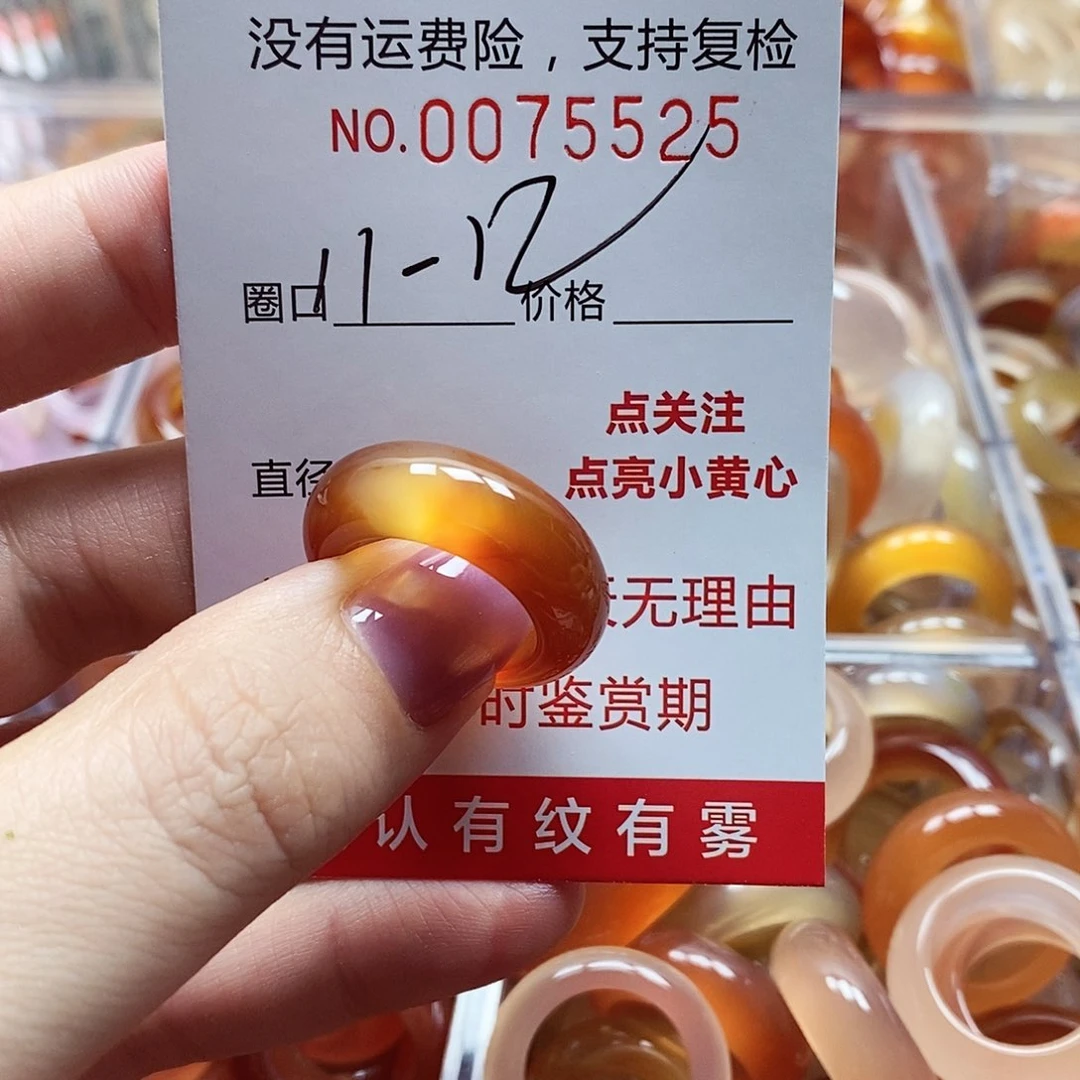 没有运费险，支持复检
NO.0075525
圈口 11-12 价格
点关注
直径 点亮小黄心
无理由
时鉴赏期
认有纹有雾